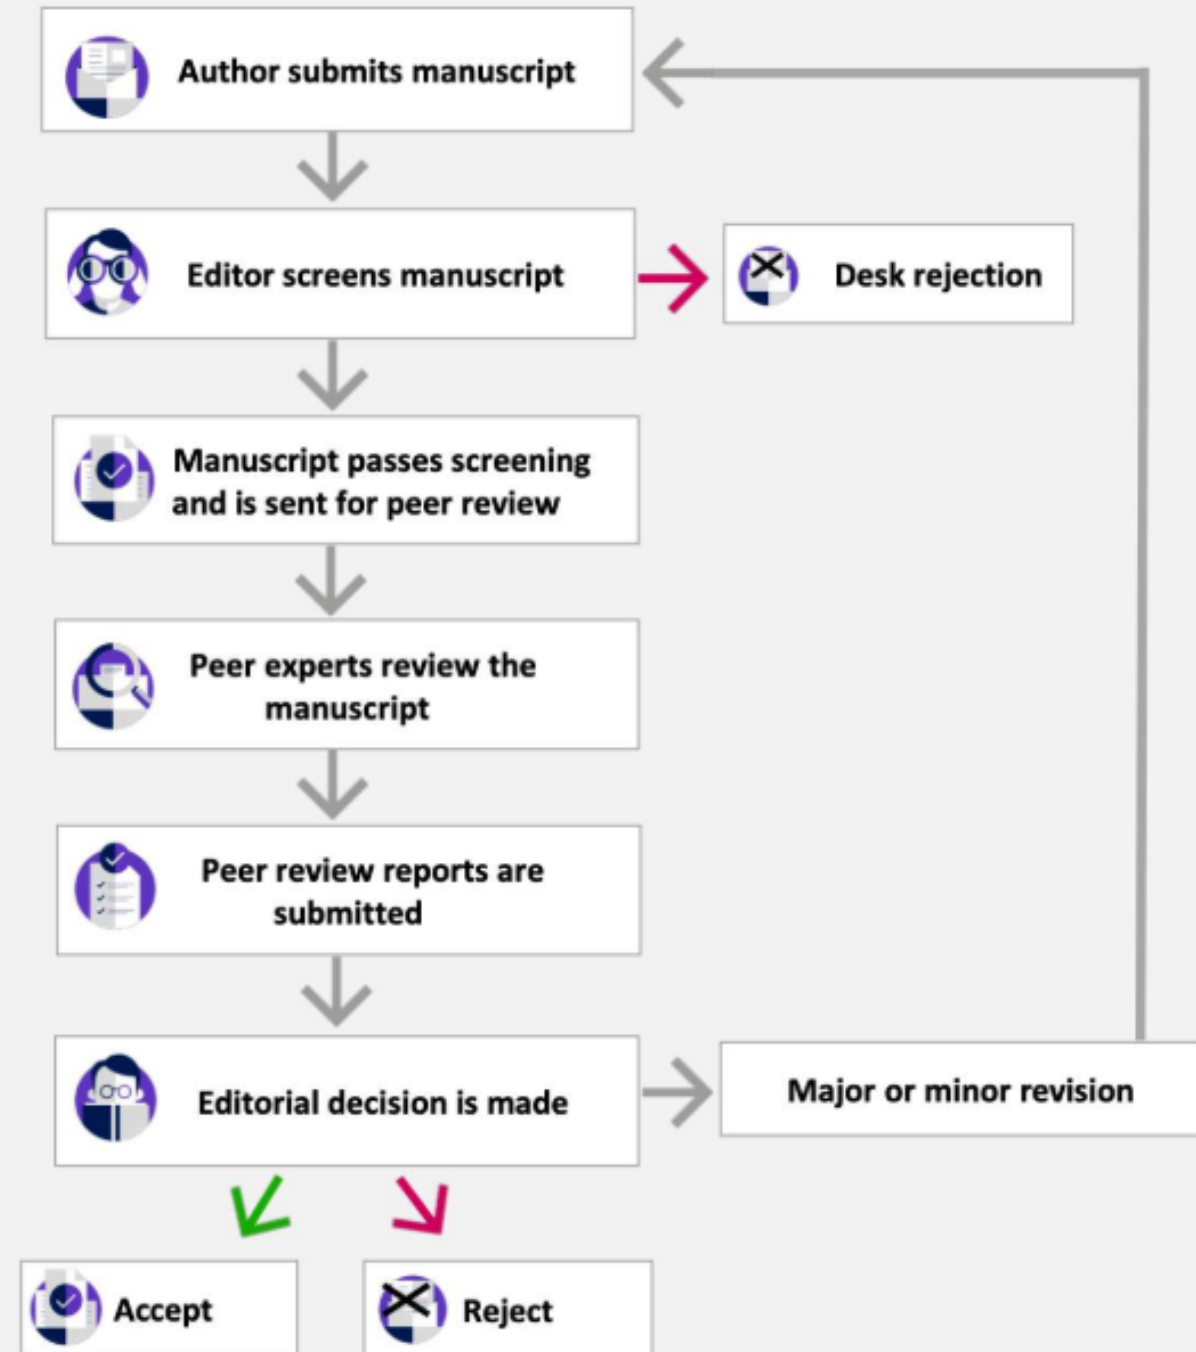 Author submits manuscript
Editor screens manuscript
Desk rejection
Manuscript passes screening
and is sent for peer review
Peer experts review the
manuscript
Peer review reports are
submitted
Editorial decision is made
Major or minor revision
Accept
Reject